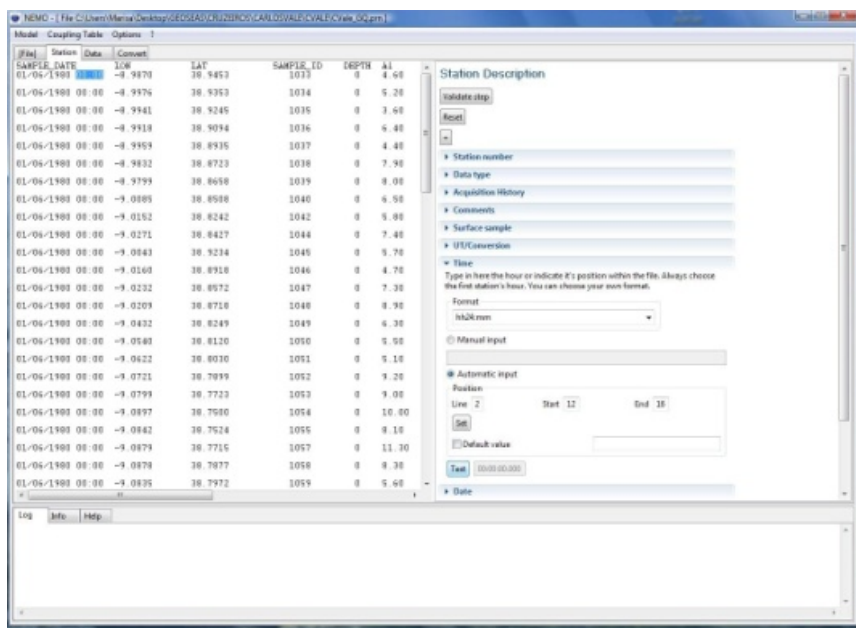 NEMO - [ File C:\Users\Marisa\Desktop\GEOSEAS\CRUZEIROS\CARLOSVALE\CVALE\CVale_GQ.prn]
Model Coupling Table Options ?
[File] Station Data Convert
SAMPLE_DATE LON LAT SAMPLE_ID DEPTH Al
01/06/1980 00:00 -8.9870 38.9453 1033 0 4.60
01/06/1980 00:00 -8.9976 38.9353 1034 0 5.20
01/06/1980 00:00 -8.9941 38.9245 1035 0 3.60
01/06/1980 00:00 -8.9918 38.9094 1036 0 6.40
01/06/1980 00:00 -8.9959 38.8935 1037 0 4.40
01/06/1980 00:00 -8.9832 38.8723 1038 0 7.90
01/06/1980 00:00 -8.9799 38.8658 1039 0 8.00
01/06/1980 00:00 -9.0085 38.8508 1040 0 6.50
01/06/1980 00:00 -9.0152 38.8242 1042 0 5.80
01/06/1980 00:00 -9.0271 38.8427 1044 0 7.40
01/06/1980 00:00 -9.0043 38.9234 1045 0 5.70
01/06/1980 00:00 -9.0160 38.8918 1046 0 4.70
01/06/1980 00:00 -9.0232 38.8572 1047 0 7.30
01/06/1980 00:00 -9.0209 38.8718 1048 0 8.90
01/06/1980 00:00 -9.0432 38.8249 1049 0 6.30
01/06/1980 00:00 -9.0540 38.8120 1050 0 5.50
01/06/1980 00:00 -9.0622 38.8030 1051 0 5.10
01/06/1980 00:00 -9.0721 38.7899 1052 0 9.20
01/06/1980 00:00 -9.0799 38.7723 1053 0 9.00
01/06/1980 00:00 -9.0897 38.7580 1054 0 10.00
01/06/1980 00:00 -9.0842 38.7524 1055 0 8.10
01/06/1980 00:00 -9.0879 38.7715 1057 0 11.30
01/06/1980 00:00 -9.0878 38.7877 1058 0 8.30
01/06/1980 00:00 -9.0835 38.7972 1059 0 5.60
Station Description
Validate step
Reset
Station number
Data type
Acquisition History
Comments
Surface sample
UT/Conversion
Time
Type in here the hour or indicate it's position within the file. Always choose
the first station's hour. You can choose your own format.
Format
hh24:mm
Manual input
Automatic input
Position
Line 2 Start 12 End 16
Set
Default value
Test 00:00:00.000
Date
Log Info Help